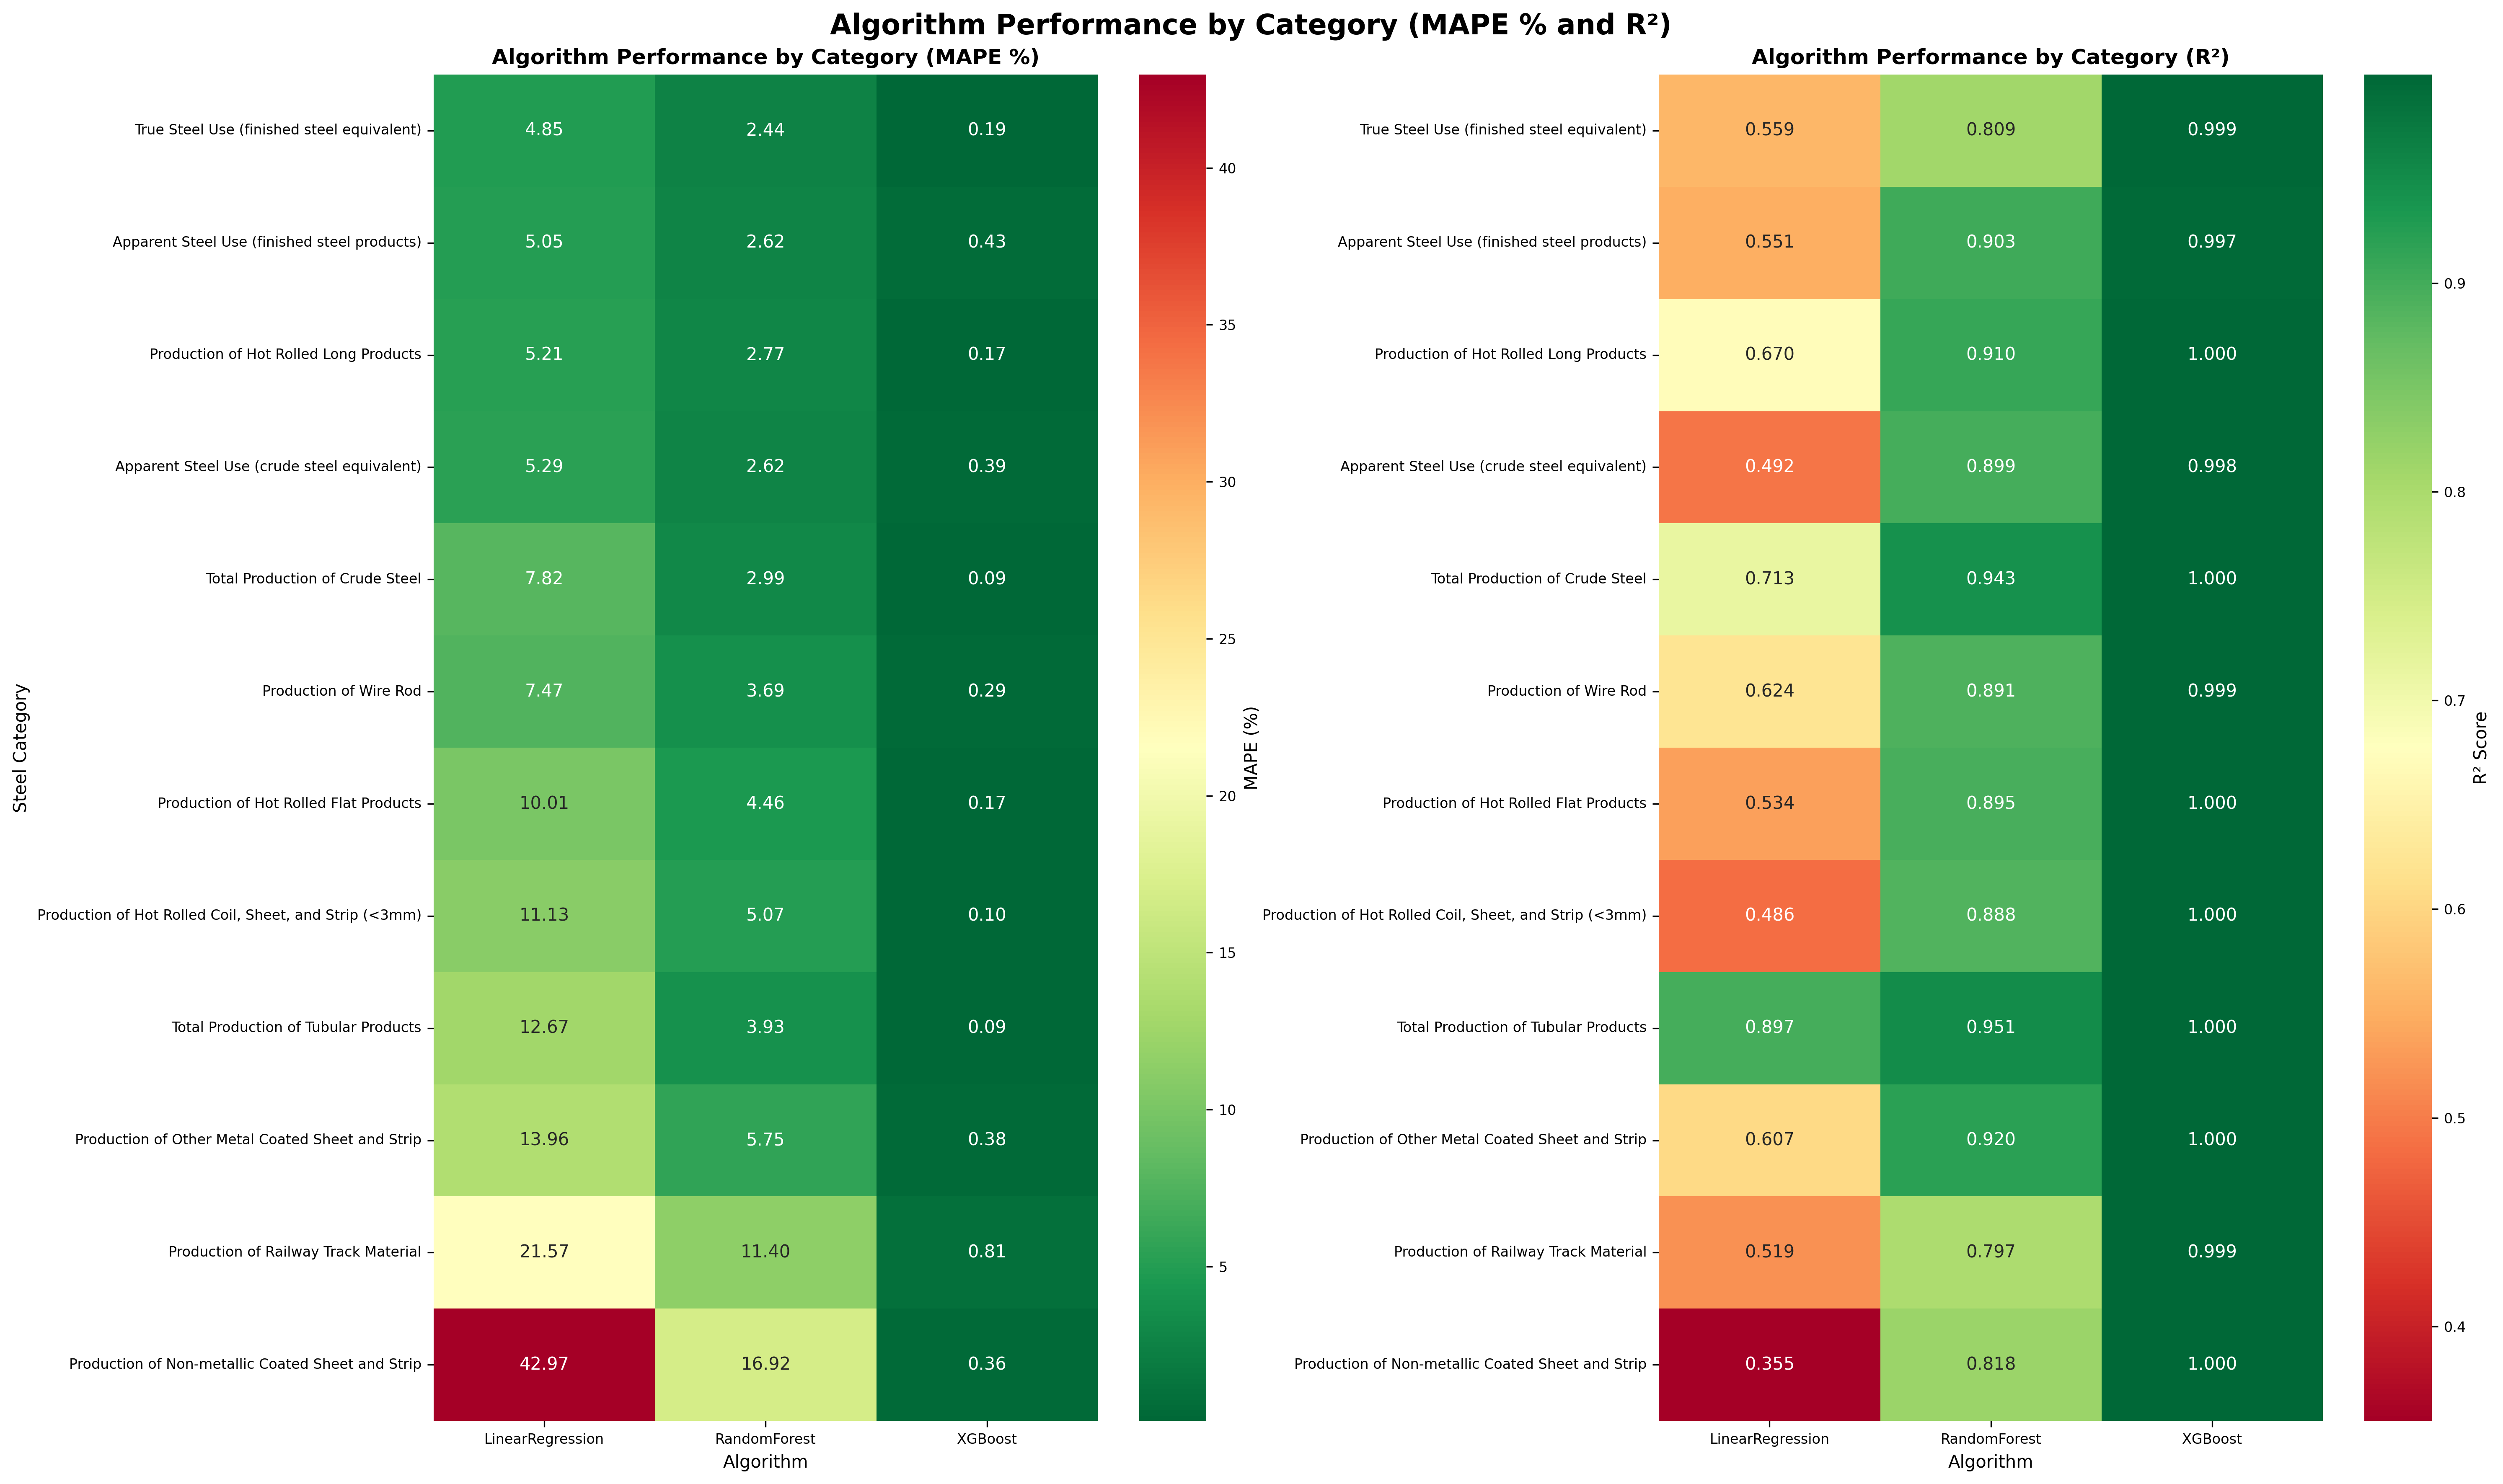 Algorithm Performance by Category (MAPE % and R²)
Algorithm Performance by Category (MAPE %)
Steel Category
True Steel Use (finished steel equivalent) 4.85 2.44 0.19
Apparent Steel Use (finished steel products) 5.05 2.62 0.43
Production of Hot Rolled Long Products 5.21 2.77 0.17
Apparent Steel Use (crude steel equivalent) 5.29 2.62 0.39
Total Production of Crude Steel 7.82 2.99 0.09
Production of Wire Rod 7.47 3.69 0.29
Production of Hot Rolled Flat Products 10.01 4.46 0.17
Production of Hot Rolled Coil, Sheet, and Strip (<3mm) 11.13 5.07 0.10
Total Production of Tubular Products 12.67 3.93 0.09
Production of Other Metal Coated Sheet and Strip 13.96 5.75 0.38
Production of Railway Track Material 21.57 11.40 0.81
Production of Non-metallic Coated Sheet and Strip 42.97 16.92 0.36
LinearRegression RandomForest XGBoost
Algorithm
40
35
30
25
20
15
10
5
MAPE (%)
Algorithm Performance by Category (R²)
True Steel Use (finished steel equivalent) 0.559 0.809 0.999
Apparent Steel Use (finished steel products) 0.551 0.903 0.997
Production of Hot Rolled Long Products 0.670 0.910 1.000
Apparent Steel Use (crude steel equivalent) 0.492 0.899 0.998
Total Production of Crude Steel 0.713 0.943 1.000
Production of Wire Rod 0.624 0.891 0.999
Production of Hot Rolled Flat Products 0.534 0.895 1.000
Production of Hot Rolled Coil, Sheet, and Strip (<3mm) 0.486 0.888 1.000
Total Production of Tubular Products 0.897 0.951 1.000
Production of Other Metal Coated Sheet and Strip 0.607 0.920 1.000
Production of Railway Track Material 0.519 0.797 0.999
Production of Non-metallic Coated Sheet and Strip 0.355 0.818 1.000
LinearRegression RandomForest XGBoost
Algorithm
0.9
0.8
0.7
0.6
0.5
0.4
R² Score